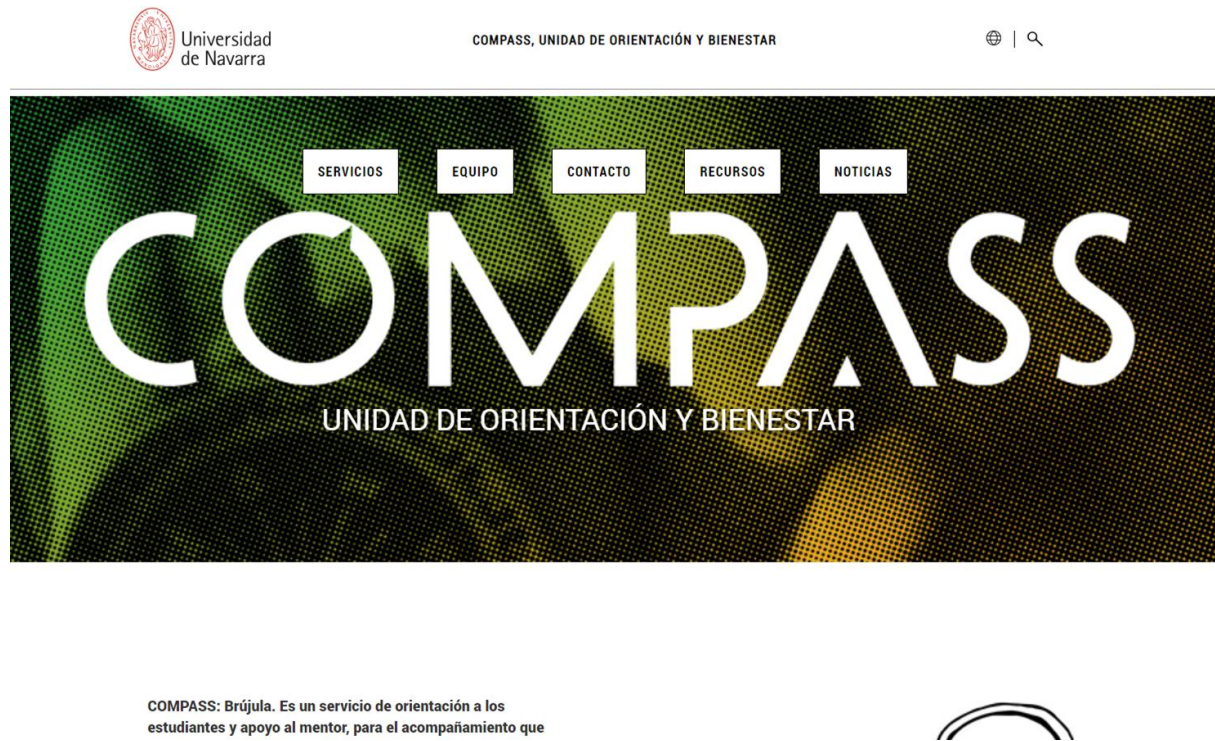 Universidad
de Navarra
COMPASS, UNIDAD DE ORIENTACIÓN Y BIENESTAR
SERVICIOS
EQUIPO
CONTACTO
RECURSOS
NOTICIAS
COMPASS
UNIDAD DE ORIENTACIÓN Y BIENESTAR
COMPASS: Brújula. Es un servicio de orientación a los
estudiantes y apoyo al mentor, para el acompañamiento que